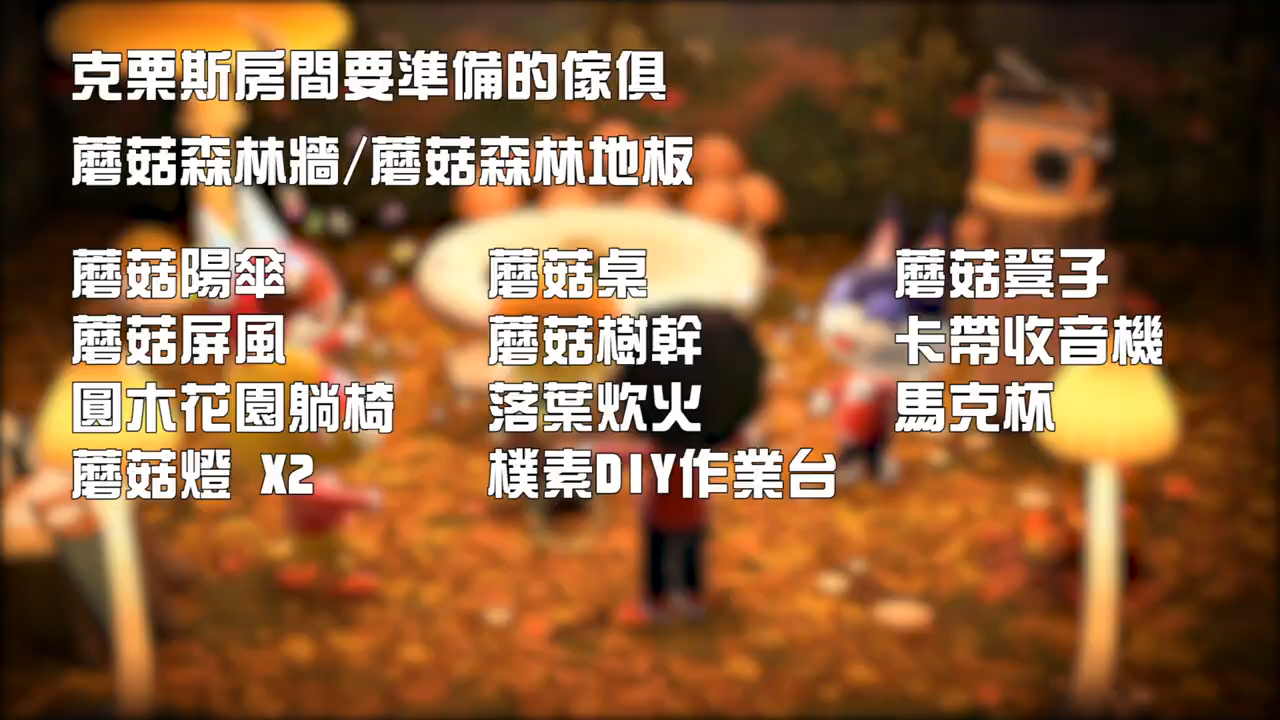 克栗斯房間要準備的傢俱
蘑菇森林牆/蘑菇森林地板
蘑菇陽傘 蘑菇桌 蘑菇凳子
蘑菇屏風 蘑菇樹幹 卡帶收音機
圓木花園躺椅 落葉炊火 馬克杯
蘑菇燈 X2 樸素DIY作業台